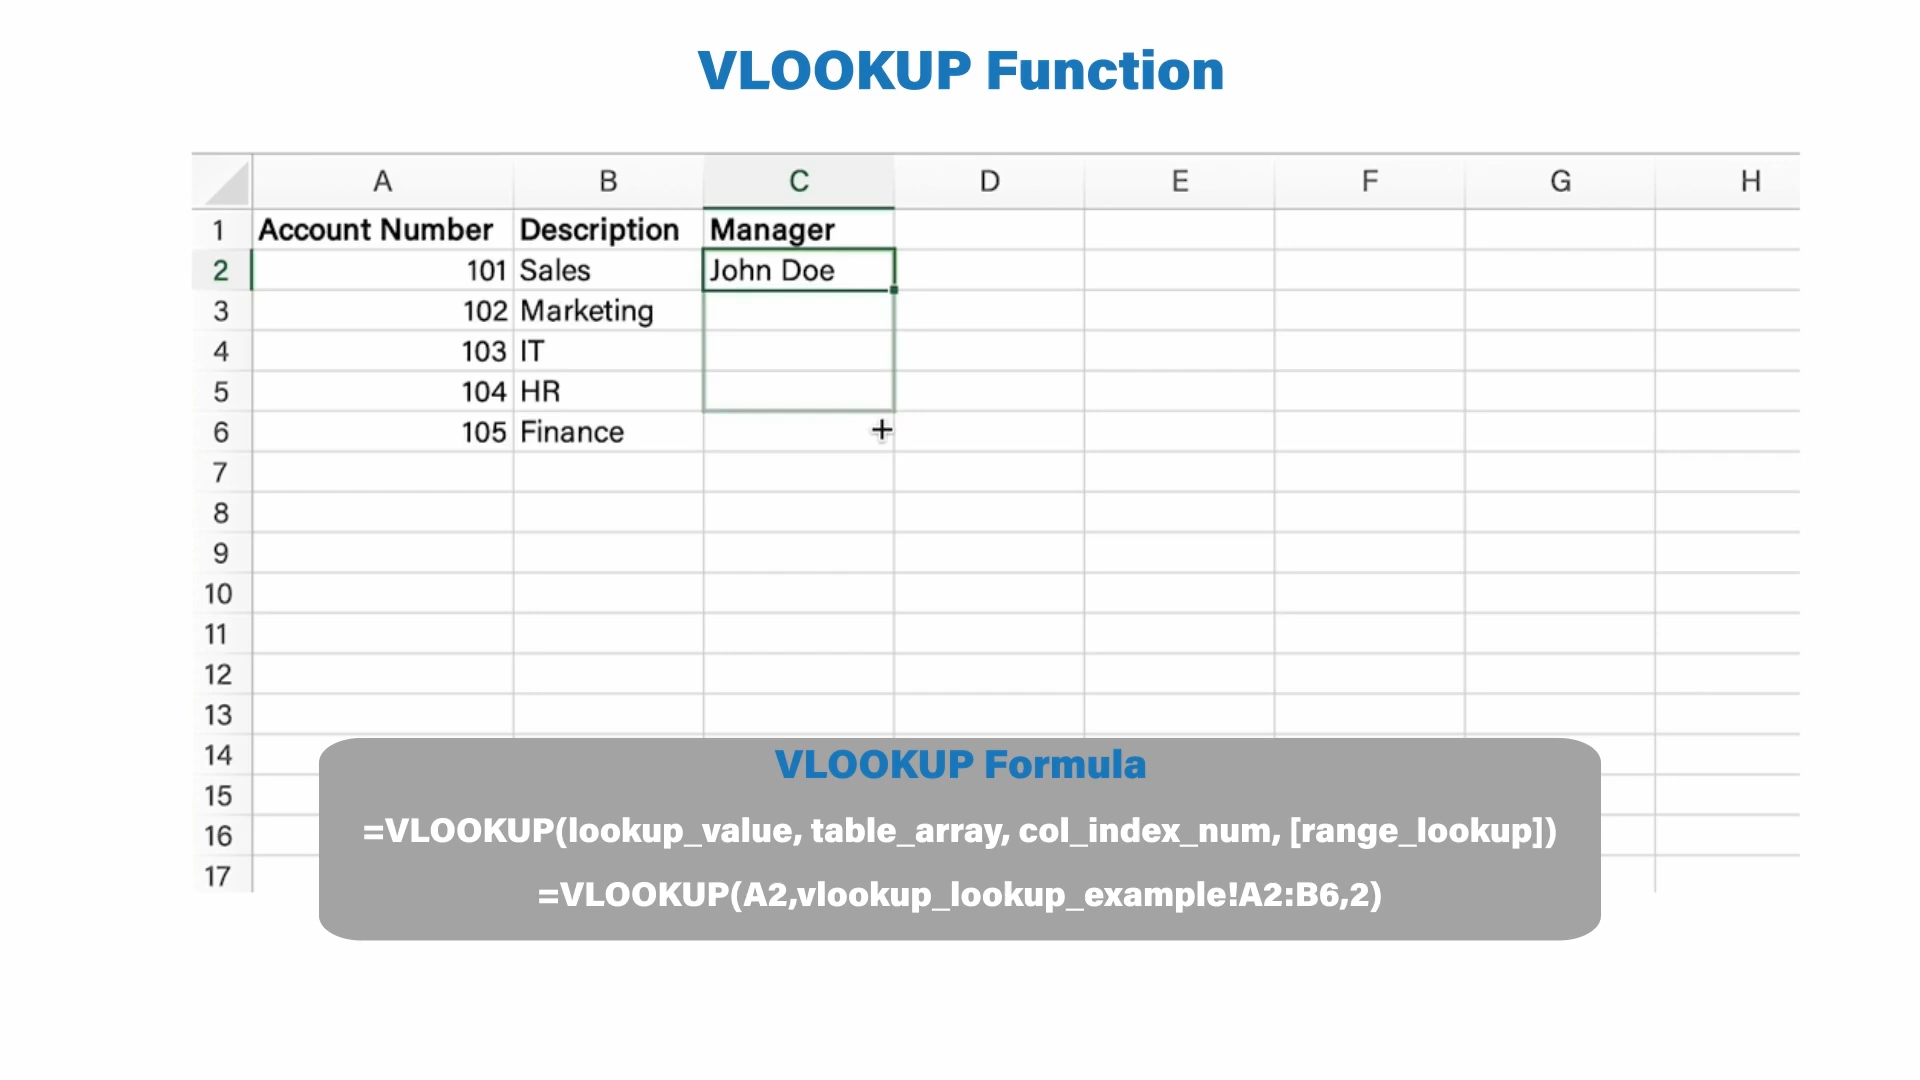 VLOOKUP Function
A B C D E F G H
1 Account Number Description Manager
2 101 Sales John Doe
3 102 Marketing
4 103 IT
5 104 HR
6 105 Finance
7
8
9
10
11
12
13
14
15
16
17
VLOOKUP Formula
=VLOOKUP(lookup_value, table_array, col_index_num, [range_lookup])
=VLOOKUP(A2,vlookup_lookup_example!A2:B6,2)